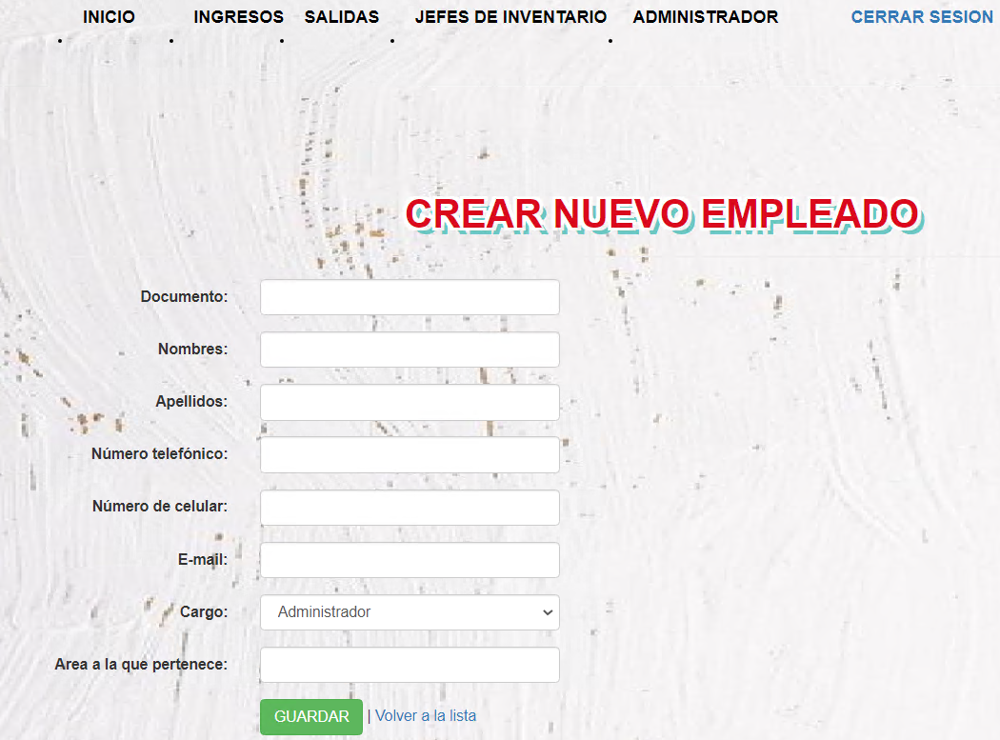 INICIO INGRESOS SALIDAS JEFES DE INVENTARIO ADMINISTRADOR CERRAR SESION
CREAR NUEVO EMPLEADO
Documento:
Nombres:
Apellidos:
Número telefónico:
Número de celular:
E-mail:
Cargo: Administrador
Area a la que pertenece:
GUARDAR | Volver a la lista